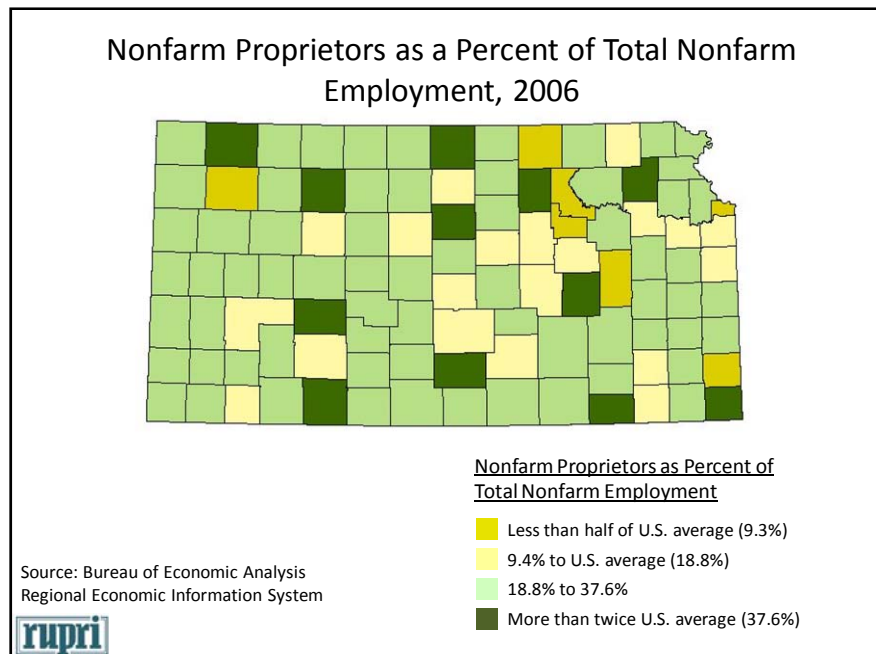 Nonfarm Proprietors as a Percent of Total Nonfarm
Employment, 2006
Nonfarm Proprietors as Percent of
Total Nonfarm Employment
Less than half of U.S. average (9.3%)
9.4% to U.S. average (18.8%)
18.8% to 37.6%
More than twice U.S. average (37.6%)
Source: Bureau of Economic Analysis
Regional Economic Information System
rupri